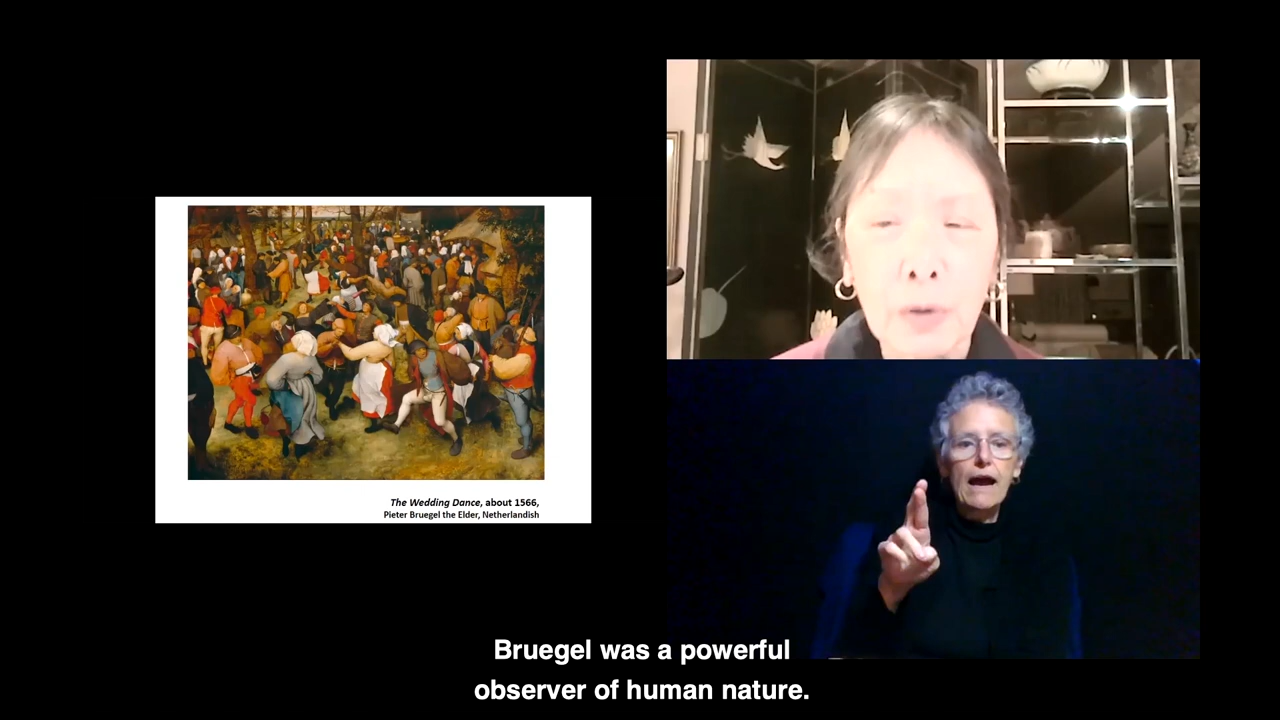 The Wedding Dance, about 1566,
Pieter Bruegel the Elder, Netherlandish
Bruegel was a powerful
observer of human nature.